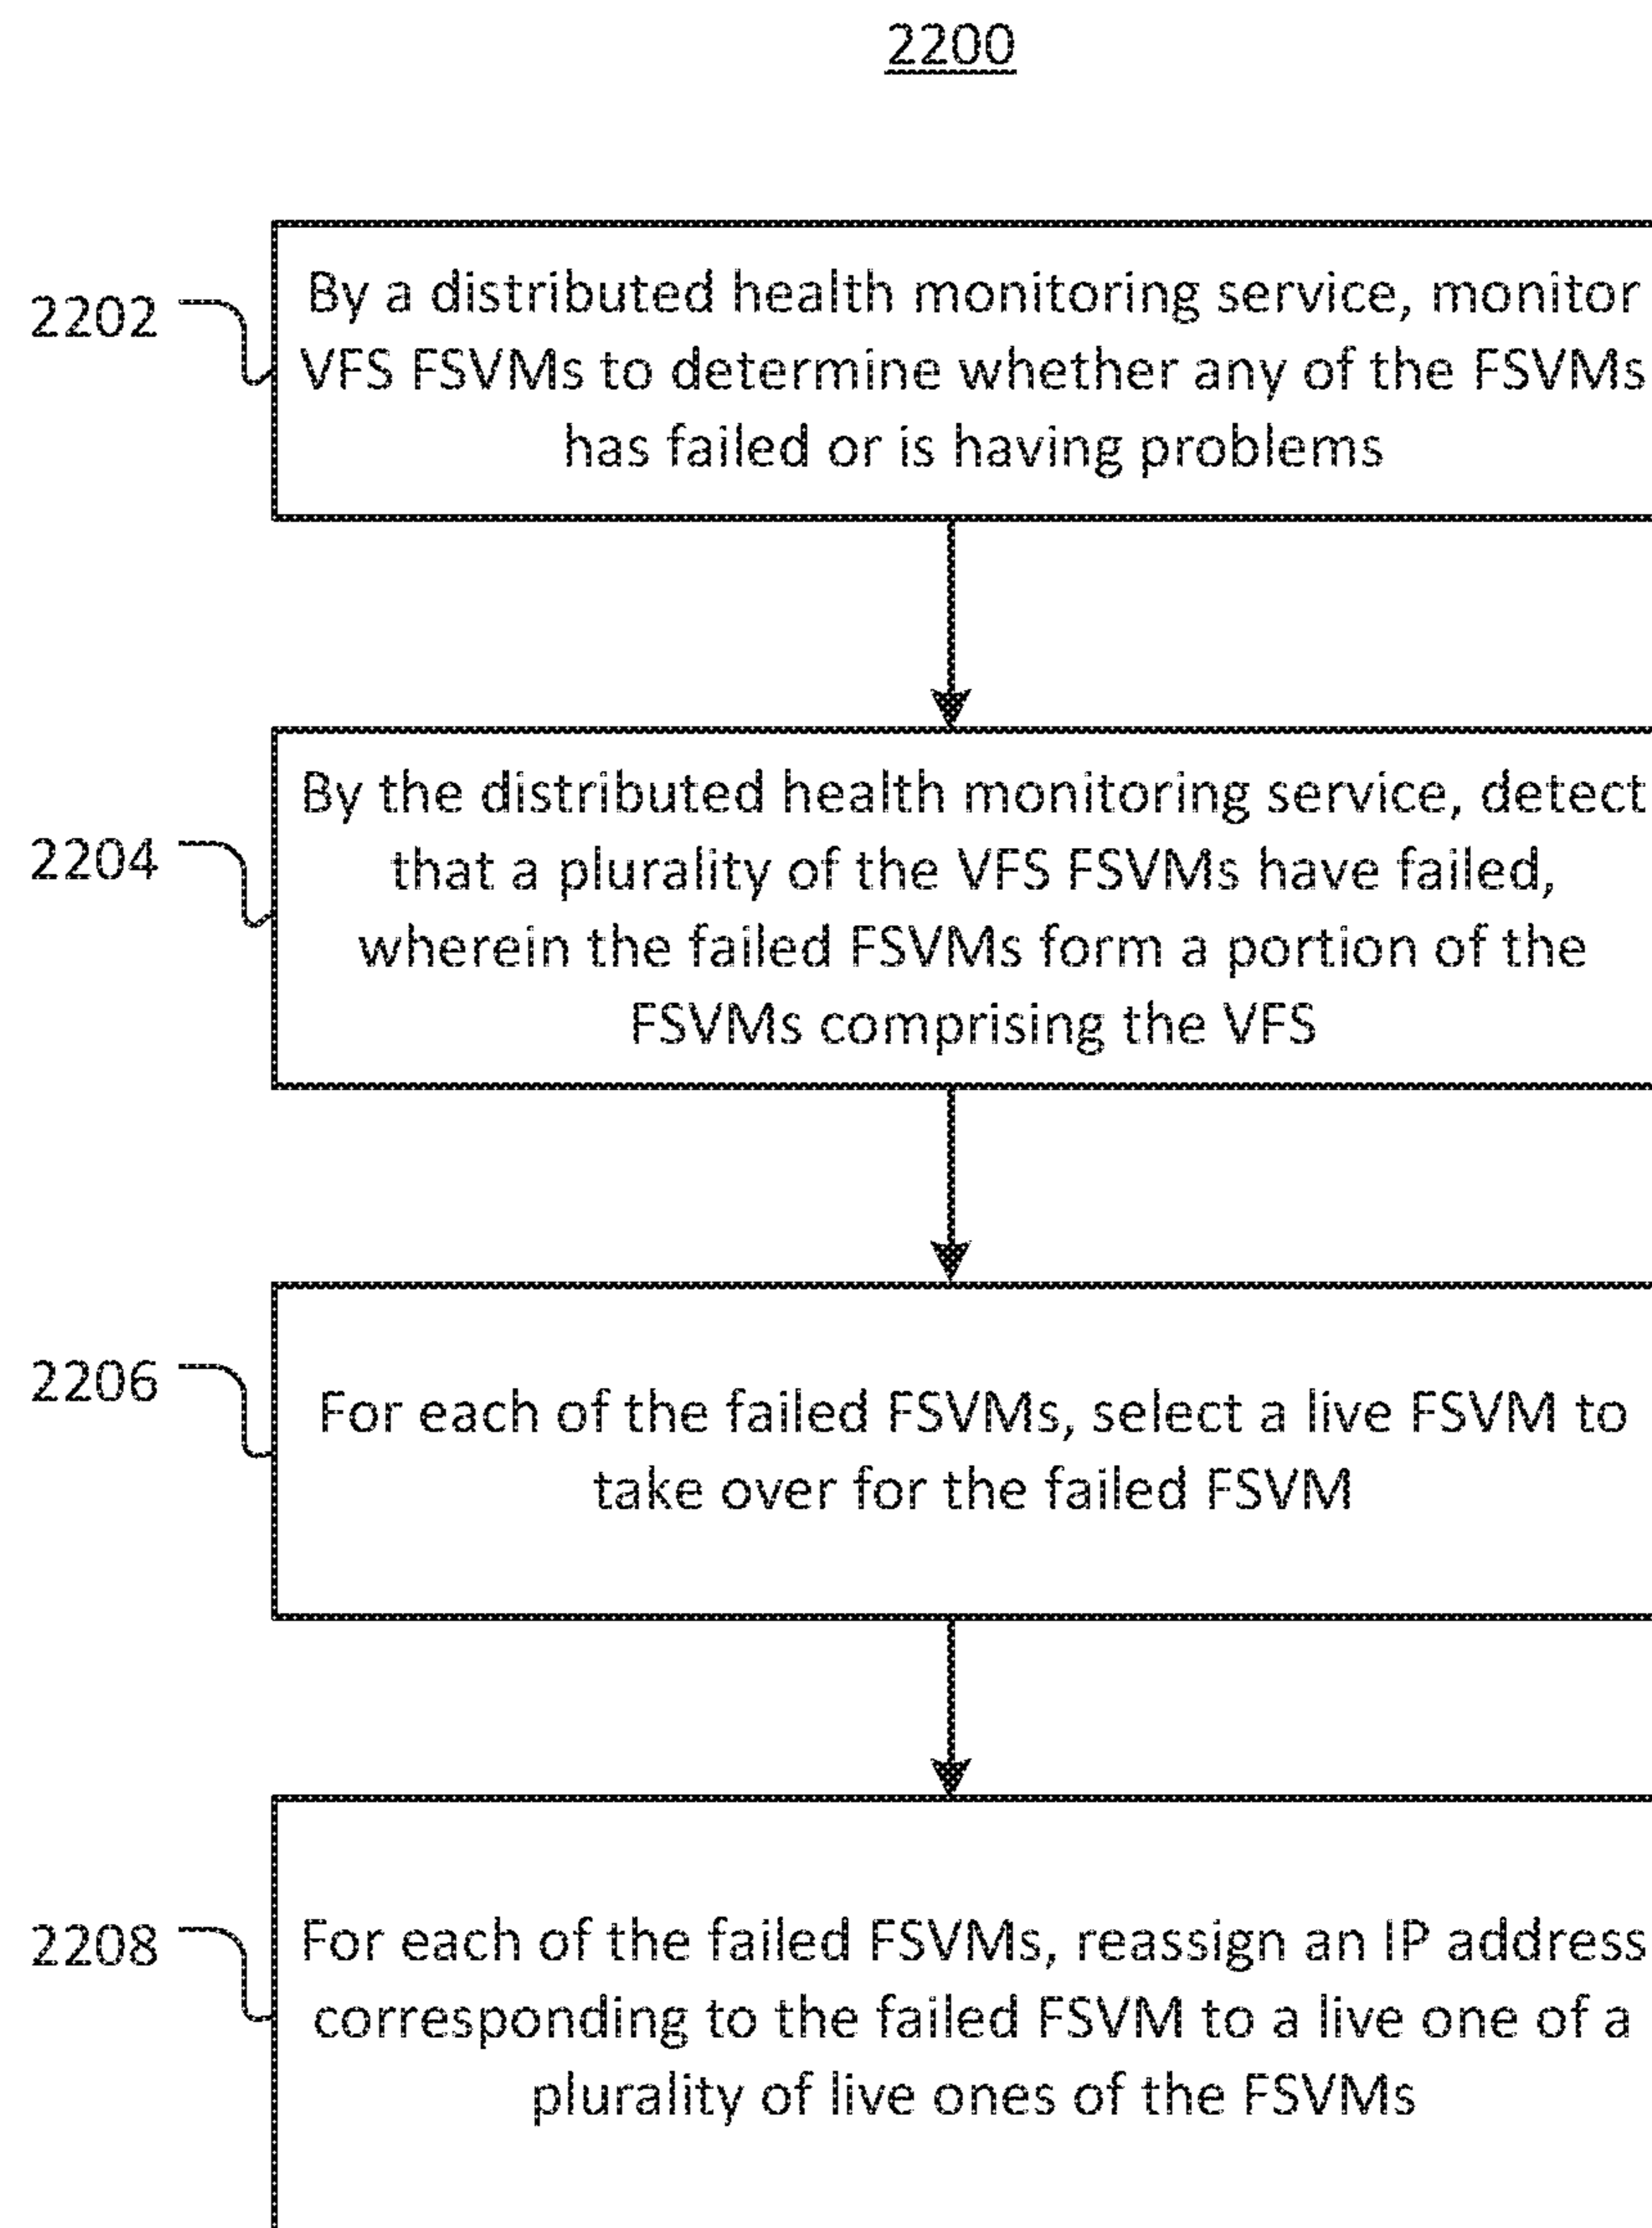 2200
2202
By a distributed health monitoring service, monitor
VFS FSVMs to determine whether any of the FSVMs
has failed or is having problems
2204
By the distributed health monitoring service, detect
that a plurality of the VFS FSVMs have failed,
wherein the failed FSVMs form a portion of the
FSVMs comprising the VFS
2206
For each of the failed FSVMs, select a live FSVM to
take over for the failed FSVM
2208
For each of the failed FSVMs, reassign an IP address
corresponding to the failed FSVM to a live one of a
plurality of live ones of the FSVMs